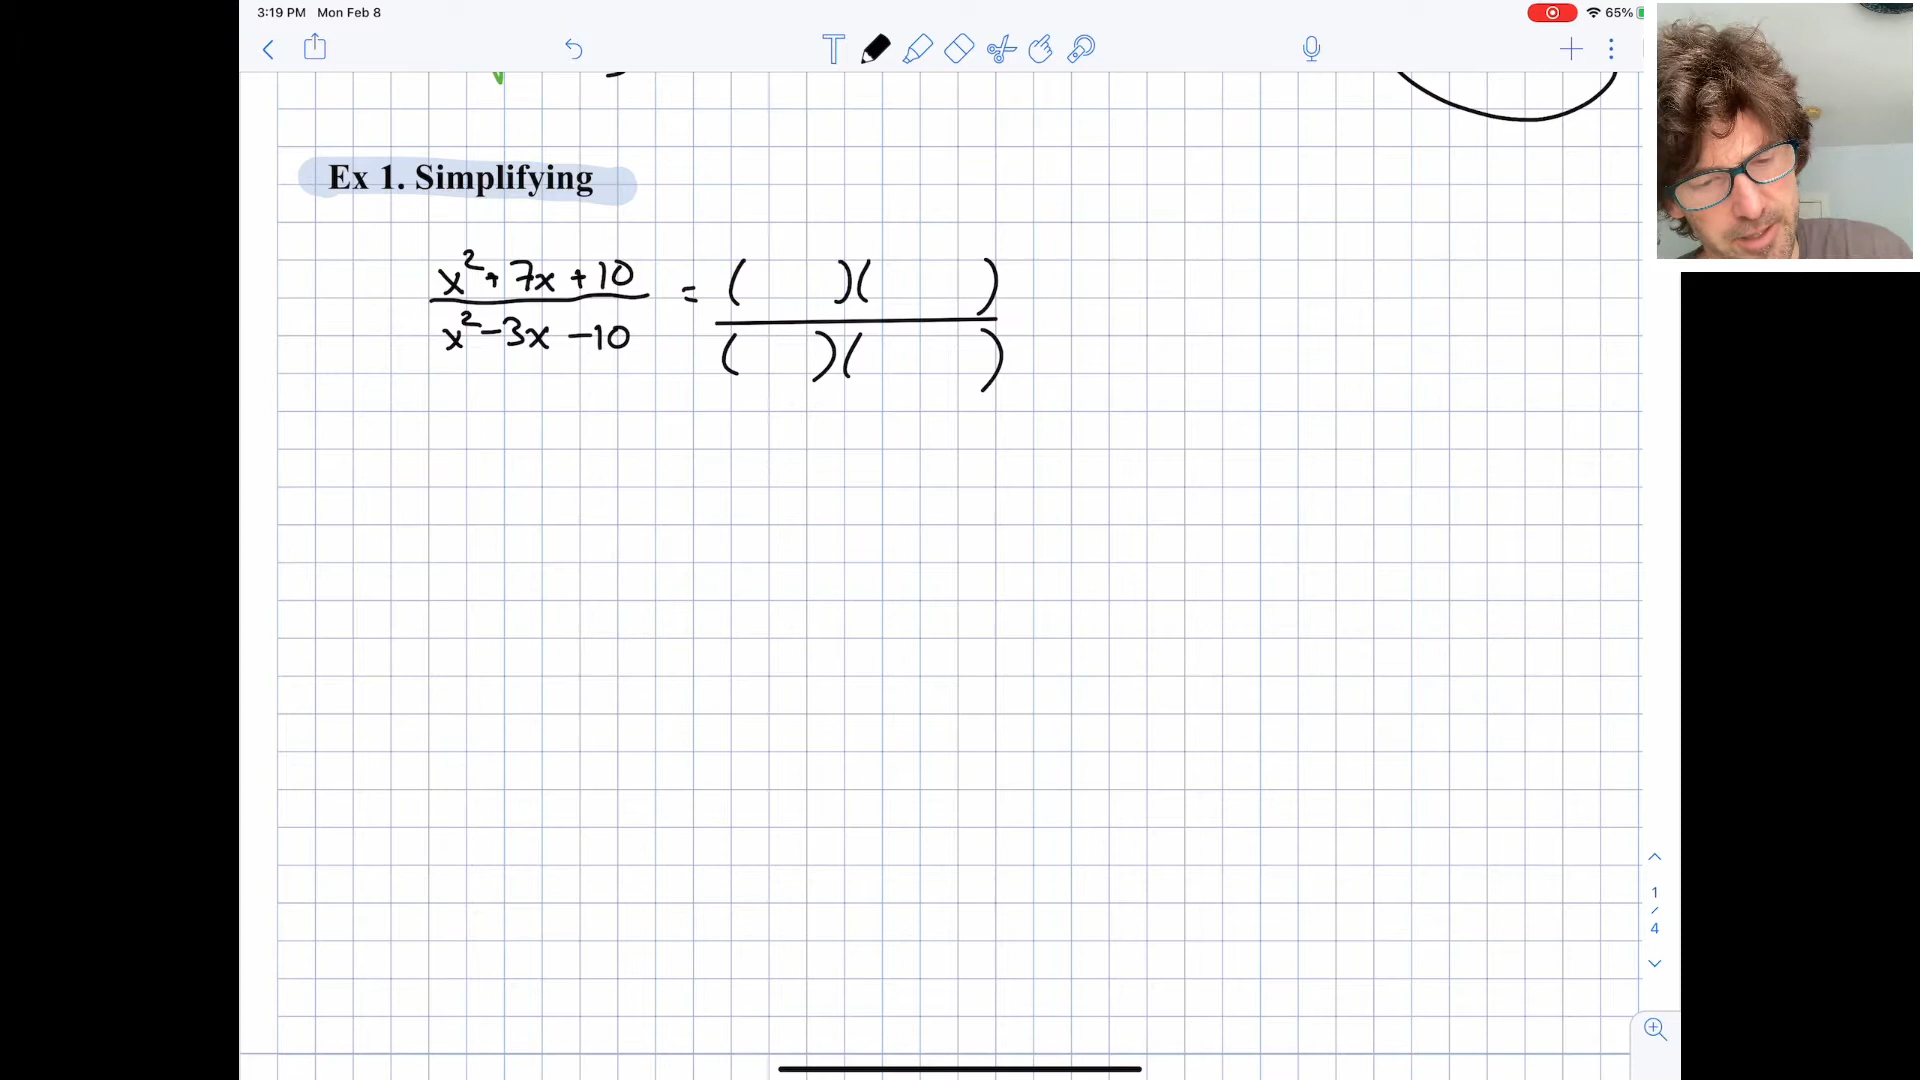 3:19 PM Mon Feb 8
65%
T
Ex 1. Simplifying
x² + 7x + 10 = ( )( )
x² - 3x - 10 ( )( )
1
/
4